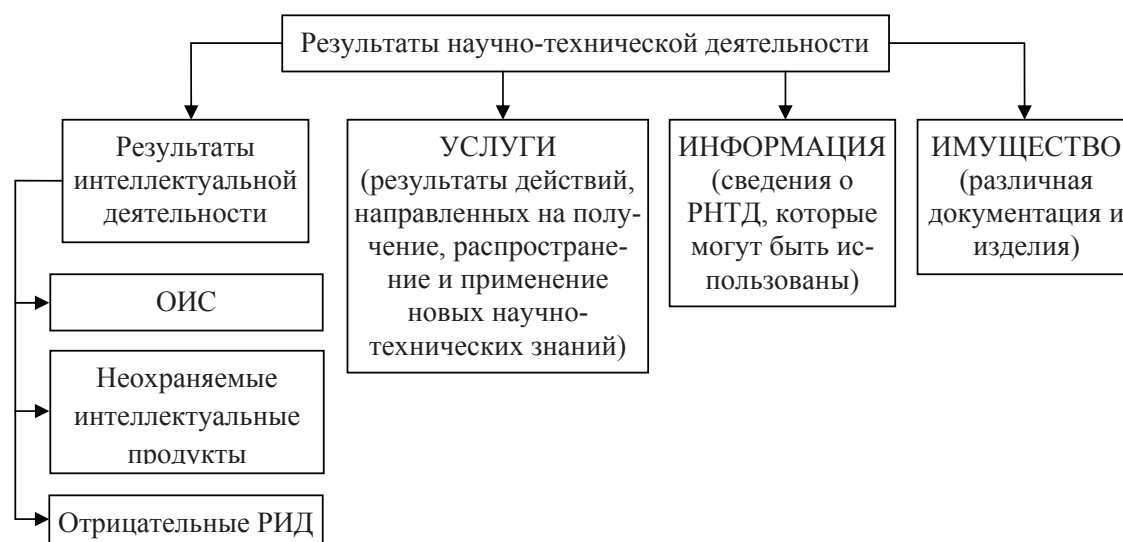 Результаты научно-технической деятельности
Результаты
интеллектуальной
деятельности
УСЛУГИ
(результаты действий,
направленных на полу-
чение, распростране-
ние и применение
новых научно-
технических знаний)
ИНФОРМАЦИЯ
(сведения о
РНТД, которые
могут быть ис-
пользованы)
ИМУЩЕСТВО
(различная
документация и
изделия)
ОИС
Неохраняемые
интеллектуальные
продукты
Отрицательные РИД